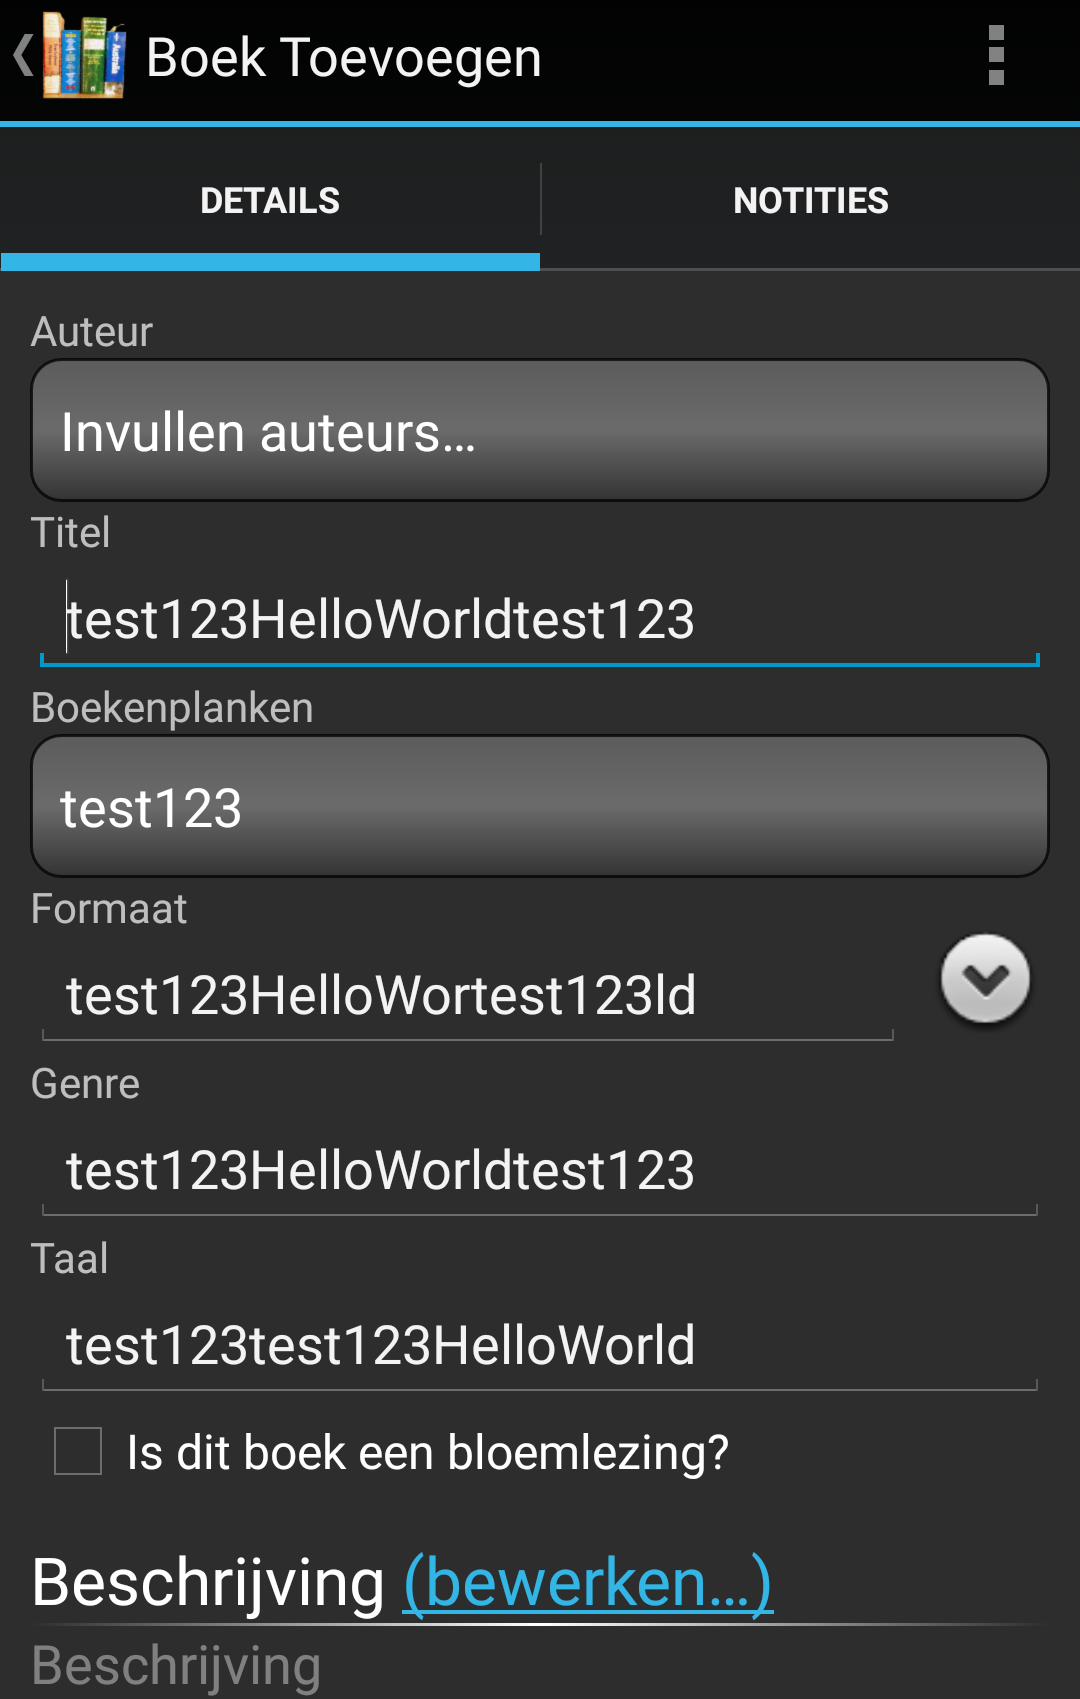 Boek Toevoegen
DETAILS
NOTITIES
Auteur
Invullen auteurs...
Titel
test123HelloWorldtest123
Boekenplanken
test123
Formaat
test123HelloWortest123ld
Genre
test123HelloWorldtest123
Taal
test123test123HelloWorld
Is dit boek een bloemlezing?
Beschrijving (bewerken...)
Beschrijving